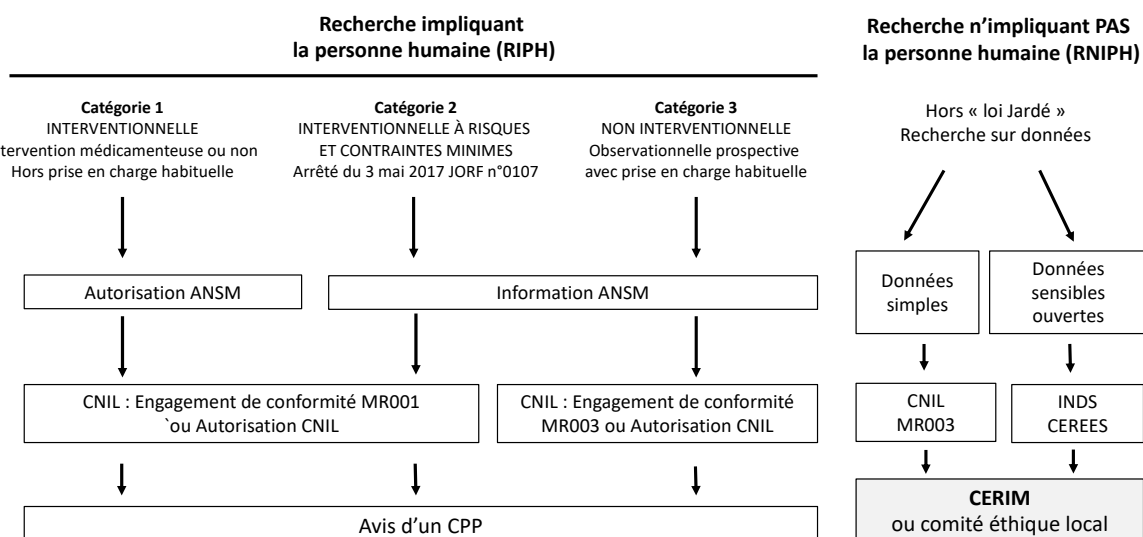 Recherche impliquant
la personne humaine (RIPH)
Recherche n’impliquant PAS
la personne humaine (RNIPH)
Catégorie 1
INTERVENTIONNELLE
tervention médicamenteuse ou non
Hors prise en charge habituelle
Catégorie 2
INTERVENTIONNELLE À RISQUES
ET CONTRAINTES MINIMES
Arrêté du 3 mai 2017 JORF n°0107
Catégorie 3
NON INTERVENTIONNELLE
Observationnelle prospective
avec prise en charge habituelle
Hors « loi Jardé »
Recherche sur données
Autorisation ANSM
Information ANSM
Données
simples
Données
sensibles
ouvertes
CNIL : Engagement de conformité MR001
`ou Autorisation CNIL
CNIL : Engagement de conformité
MR003 ou Autorisation CNIL
CNIL
MR003
INDS
CEREES
Avis d’un CPP
CERIM
ou comité éthique local